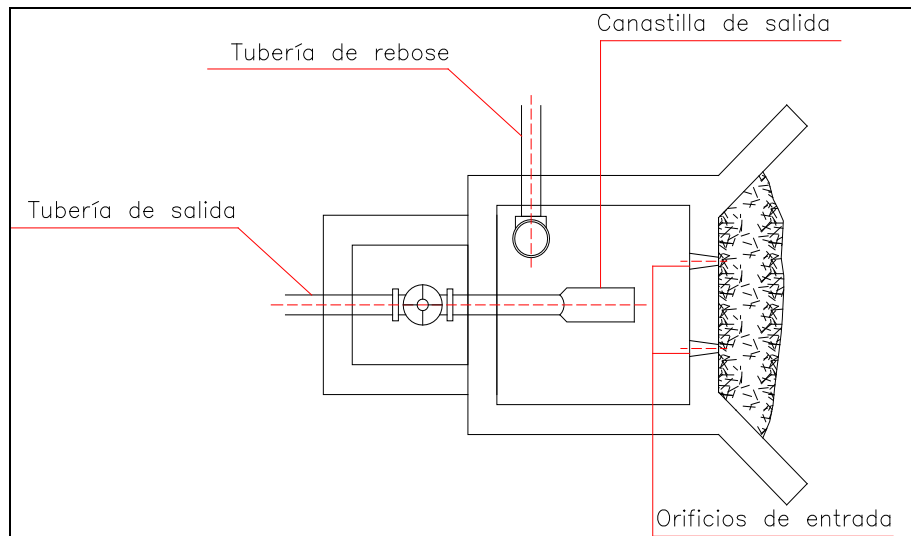 Canastilla de salida
Tubería de rebose
Tubería de salida
Orificios de entrada